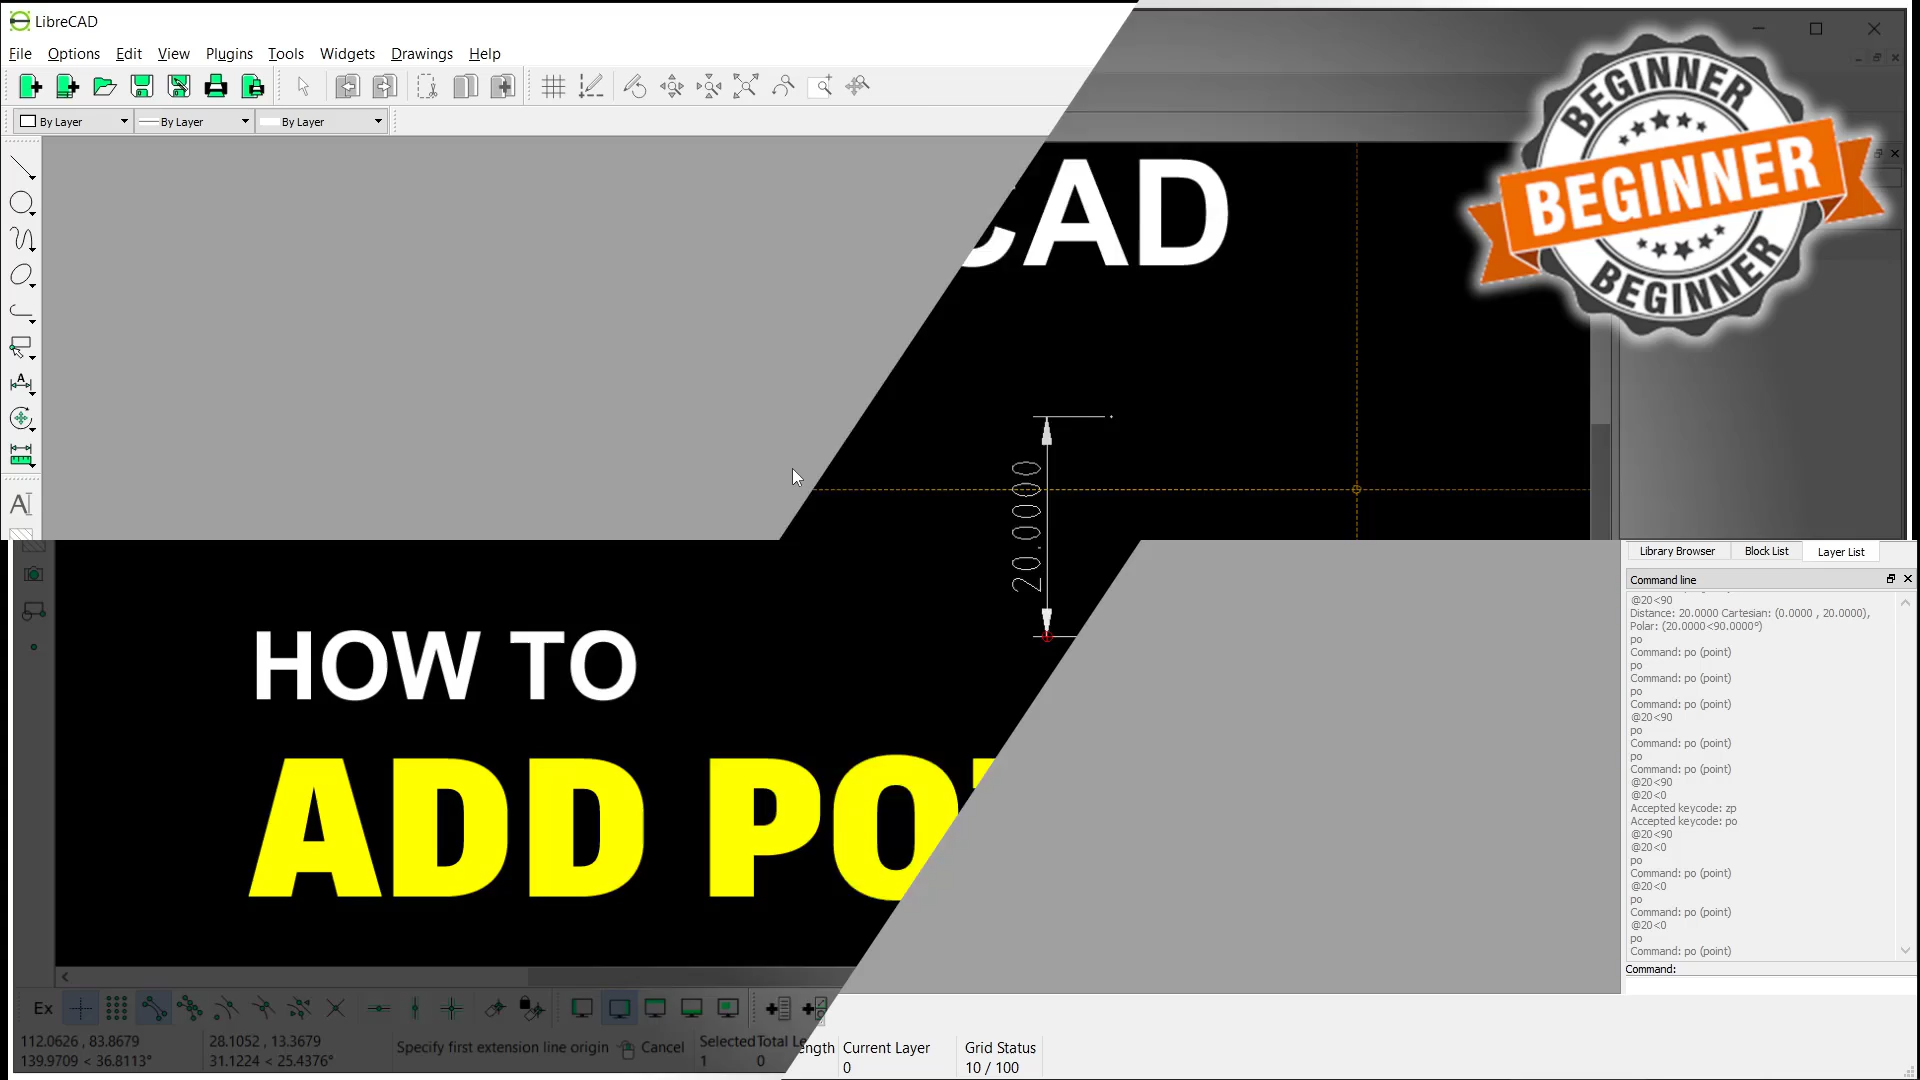 LibreCAD
File Options Edit View Plugins Tools Widgets Drawings Help
By Layer By Layer By Layer
CAD
BEGINNER
BEGINNER
BEGINNER
20.0000
HOW TO
ADD PO
Library Browser Block List Layer List
Command line
@20<90
Distance: 20.0000 Cartesian: (0.0000 , 20.0000),
Polar: (20.0000<90.0000°)
po
Command: po (point)
po
Command: po (point)
po
Command: po (point)
@20<90
po
Command: po (point)
po
Command: po (point)
@20<90
@20<0
Accepted keycode: zp
Accepted keycode: po
@20<90
@20<0
po
Command: po (point)
@20<0
po
Command: po (point)
@20<0
po
Command: po (point)
Command:
Ex
112.0626 , 83.8679
139.9709 < 36.8113°
28.1052 , 13.3679
31.1224 < 25.4376°
Specify first extension line origin Cancel
Selected
1
Total Length
0
Current Layer
0
Grid Status
10 / 100